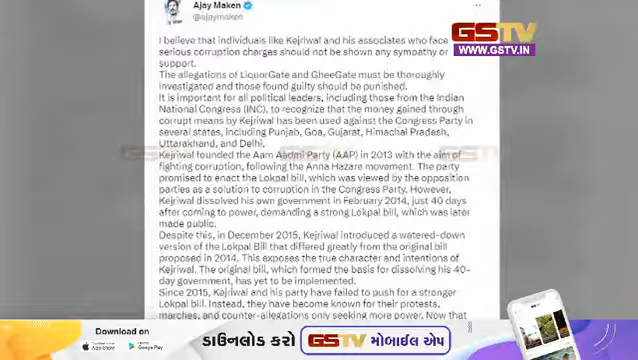 Ajay Maken
@ajaymaken
GSTV
WWW.GSTV.IN
I believe that individuals like Kejriwal and his associates who face
serious corruption charges should not be shown any sympathy or
support.
The allegations of LiquorGate and GheeGate must be thoroughly
investigated and those found guilty should be punished.
It is important for all political leaders, including those from the Indian
National Congress (INC), to recognize that the money gained through
corrupt means by Kejriwal has been used against the Congress Party in
several states, including Punjab, Goa, Gujarat, Himachal Pradesh,
Uttarakhand, and Delhi.
Kejriwal founded the Aam Aadmi Party (AAP) in 2013 with the aim of
fighting corruption, following the Anna Hazare movement. The party
promised to enact the Lokpal bill, which was viewed by the opposition
parties as a solution to corruption in the Congress Party. However,
Kejriwal dissolved his own government in February 2014, just 40 days
after coming to power, demanding a strong Lokpal bill, which was later
made public.
Despite this, in December 2015, Kejriwal introduced a watered-down
version of the Lokpal Bill that differed greatly from the original bill
proposed in 2014. This exposes the true character and intentions of
Kejriwal. The original bill, which formed the basis for dissolving his 40-
day government, has yet to be implemented.
Since 2015, Kejriwal and his party have failed to push for a stronger
Lokpal bill. Instead, they have become known for their protests,
marches, and counter-allegations only seeking more power. Now that
Download on
App Store
Google Play
ડાઉનલોડ કરો GSTV મોબાઈલ એપ